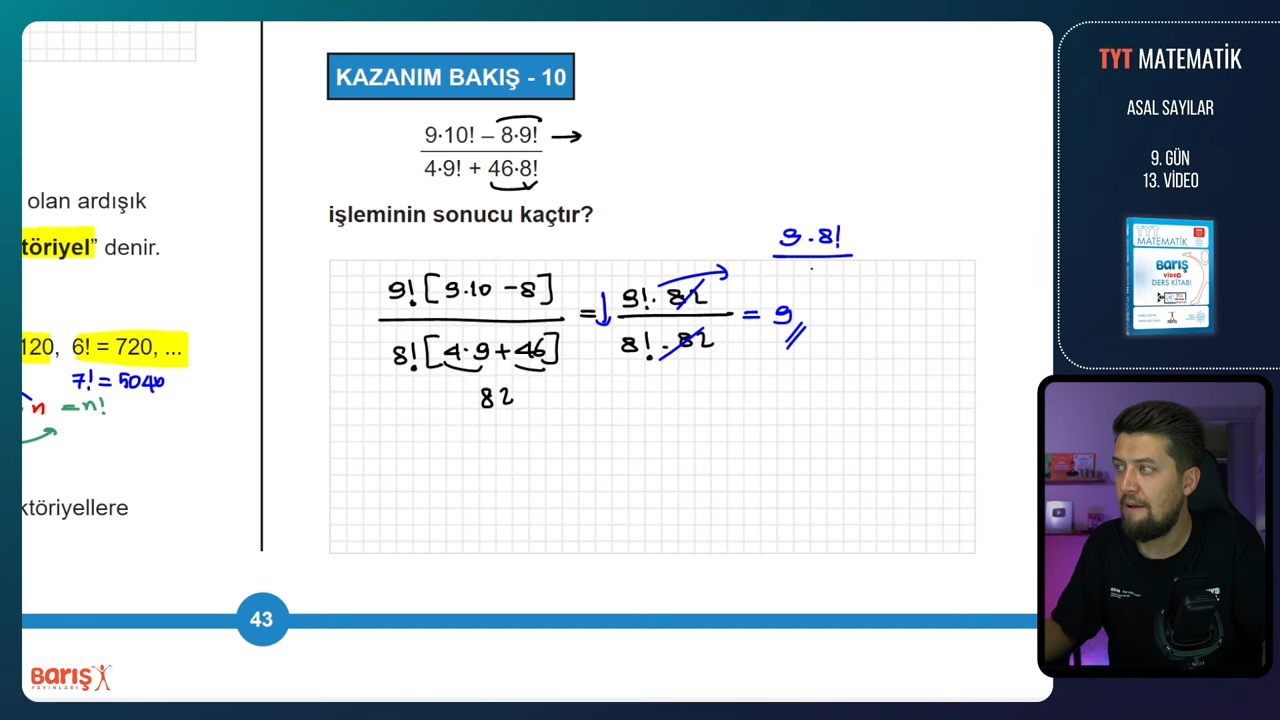 olan ardışık
töriyel” denir.
120, 6! = 720, ...
7! = 5040
n = n!
ktöriyellere
43
BARIŞ
YAYINLARI
KAZANIM BAKIŞ - 10
9·10! – 8·9! →
4·9! + 46·8!
işleminin sonucu kaçtır?
9 · 8!
9! [9·10 - 8] = 9! · 82 = 9
8! [4·9 + 46] 8! · 82
82
TYT MATEMATİK
ASAL SAYILAR
9. GÜN
13. VİDEO
TYT
MATEMATİK
BARIŞ
VİDEO
DERS KİTABI